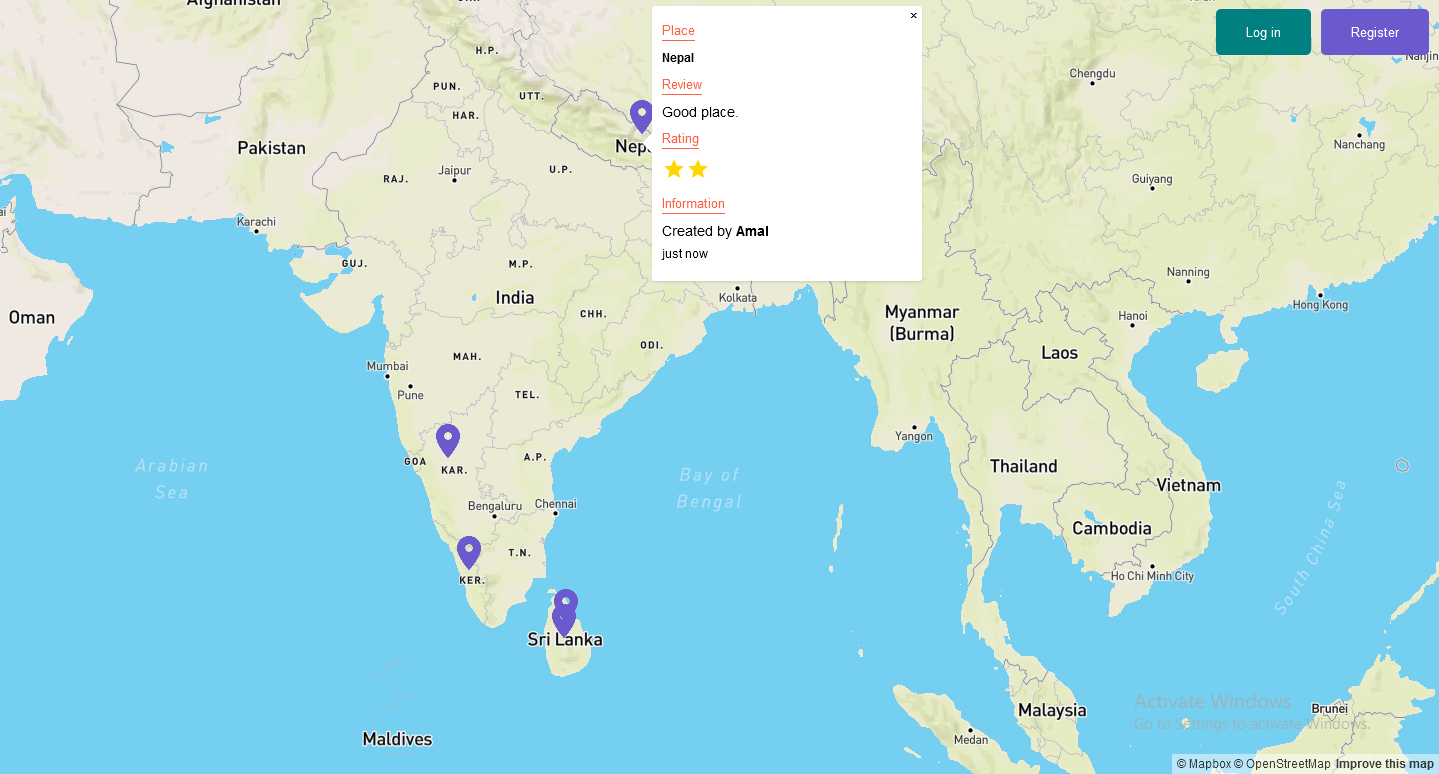 Afghanistan
×
Place
Nepal
Review
Good place.
Rating
Information
Created by Amal
just now
Log in
Register
Nanjin
H.P.
PUN.
UTT.
HAR.
Chengdu
Pakistan
Nep
Jaipur
U.P.
RAJ.
Nanchang
Guiyang
Karachi
GUJ.
M.P.
Nanning
India
Kolkata
Hong Kong
Oman
CHH.
Myanmar
(Burma)
Hanoi
ODI.
Laos
MAH.
Mumbai
Pune
TEL.
Yangon
GOA
KAR.
A.P.
Arabian
Sea
Bay of
Bengal
Thailand
Vietnam
Bengaluru
Chennai
Cambodia
South China Sea
T.N.
KER.
Ho Chi Minh City
Sri Lanka
Activate Windows
Go to Settings to activate Windows.
Malaysia
Brunei
Maldives
Medan
© Mapbox © OpenStreetMap Improve this map